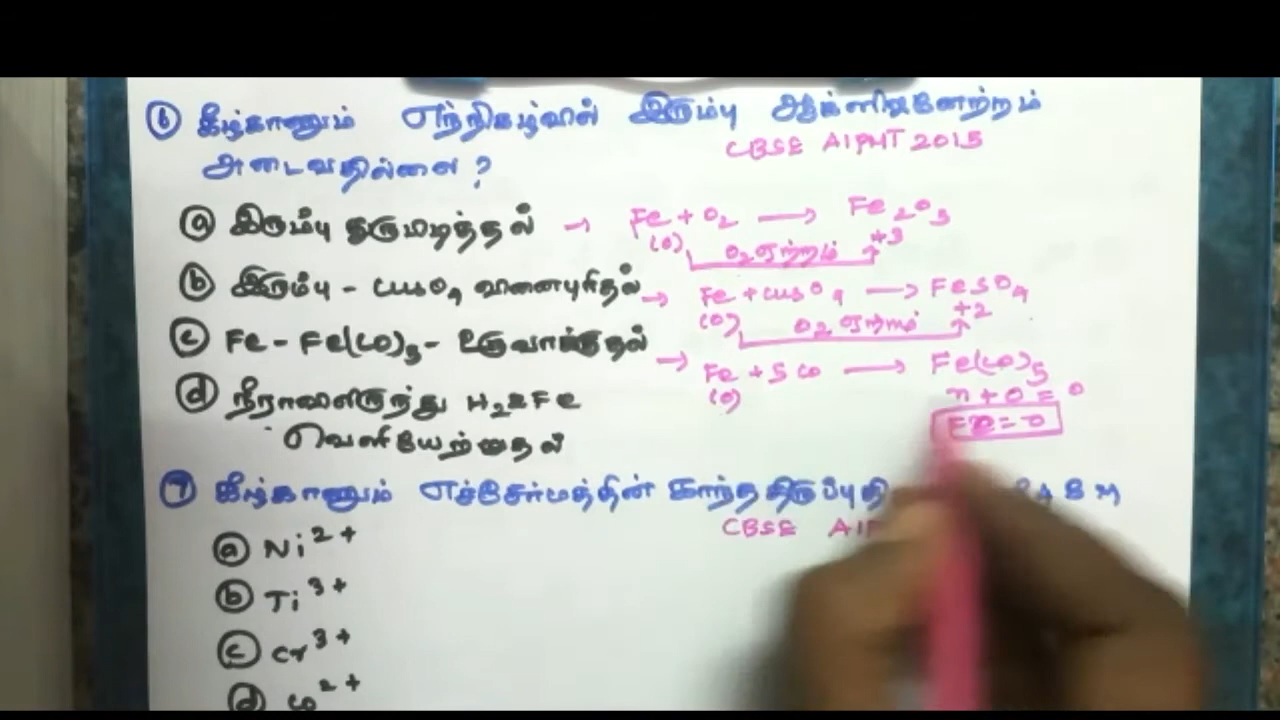 6 கீழ்காணும் எந்நிகழ்வில் இரும்பு ஆக்ஸிஜனேற்றம்
அடைவதில்லை?
CBSE AIPMT 2015
a இரும்பு துருபிடித்தல் → Fe + O₂ ⟶ Fe₂O₃
(0) O₂ ஏற்றம் +3
b இரும்பு - CuSO₄ வினைபுரிதல் → Fe + CuSO₄ ⟶ FeSO₄
(0) O₂ ஏற்றம் +2
c Fe - Fe(CO)₅ - உருவாக்குதல் → Fe + 5CO ⟶ Fe(CO)₅
(0) n + 0 = 0
d நீராவிலிருந்து H₂ & Fe
வெளியேற்றுதல்
7 கீழ்காணும் எச்சேர்மத்தின் காந்த திருப்புதி
CBSE
a Ni²⁺
b Ti³⁺
c Cr³⁺
d Co²⁺